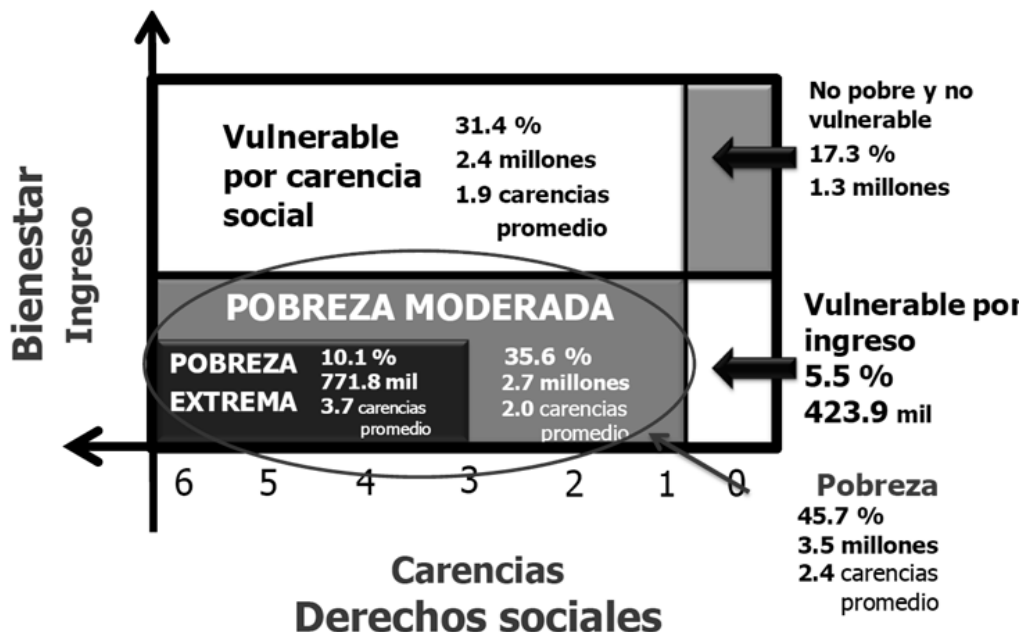 Bienestar
Ingreso
Vulnerable
por carencia
social
31.4 %
2.4 millones
1.9 carencias
promedio
No pobre y no
vulnerable
17.3 %
1.3 millones
POBREZA MODERADA
POBREZA
EXTREMA
10.1 %
771.8 mil
3.7 carencias
promedio
35.6 %
2.7 millones
2.0 carencias
promedio
Vulnerable por
ingreso
5.5 %
423.9 mil
6 5 4 3 2 1 0
Pobreza
45.7 %
3.5 millones
2.4 carencias
promedio
Carencias
Derechos sociales